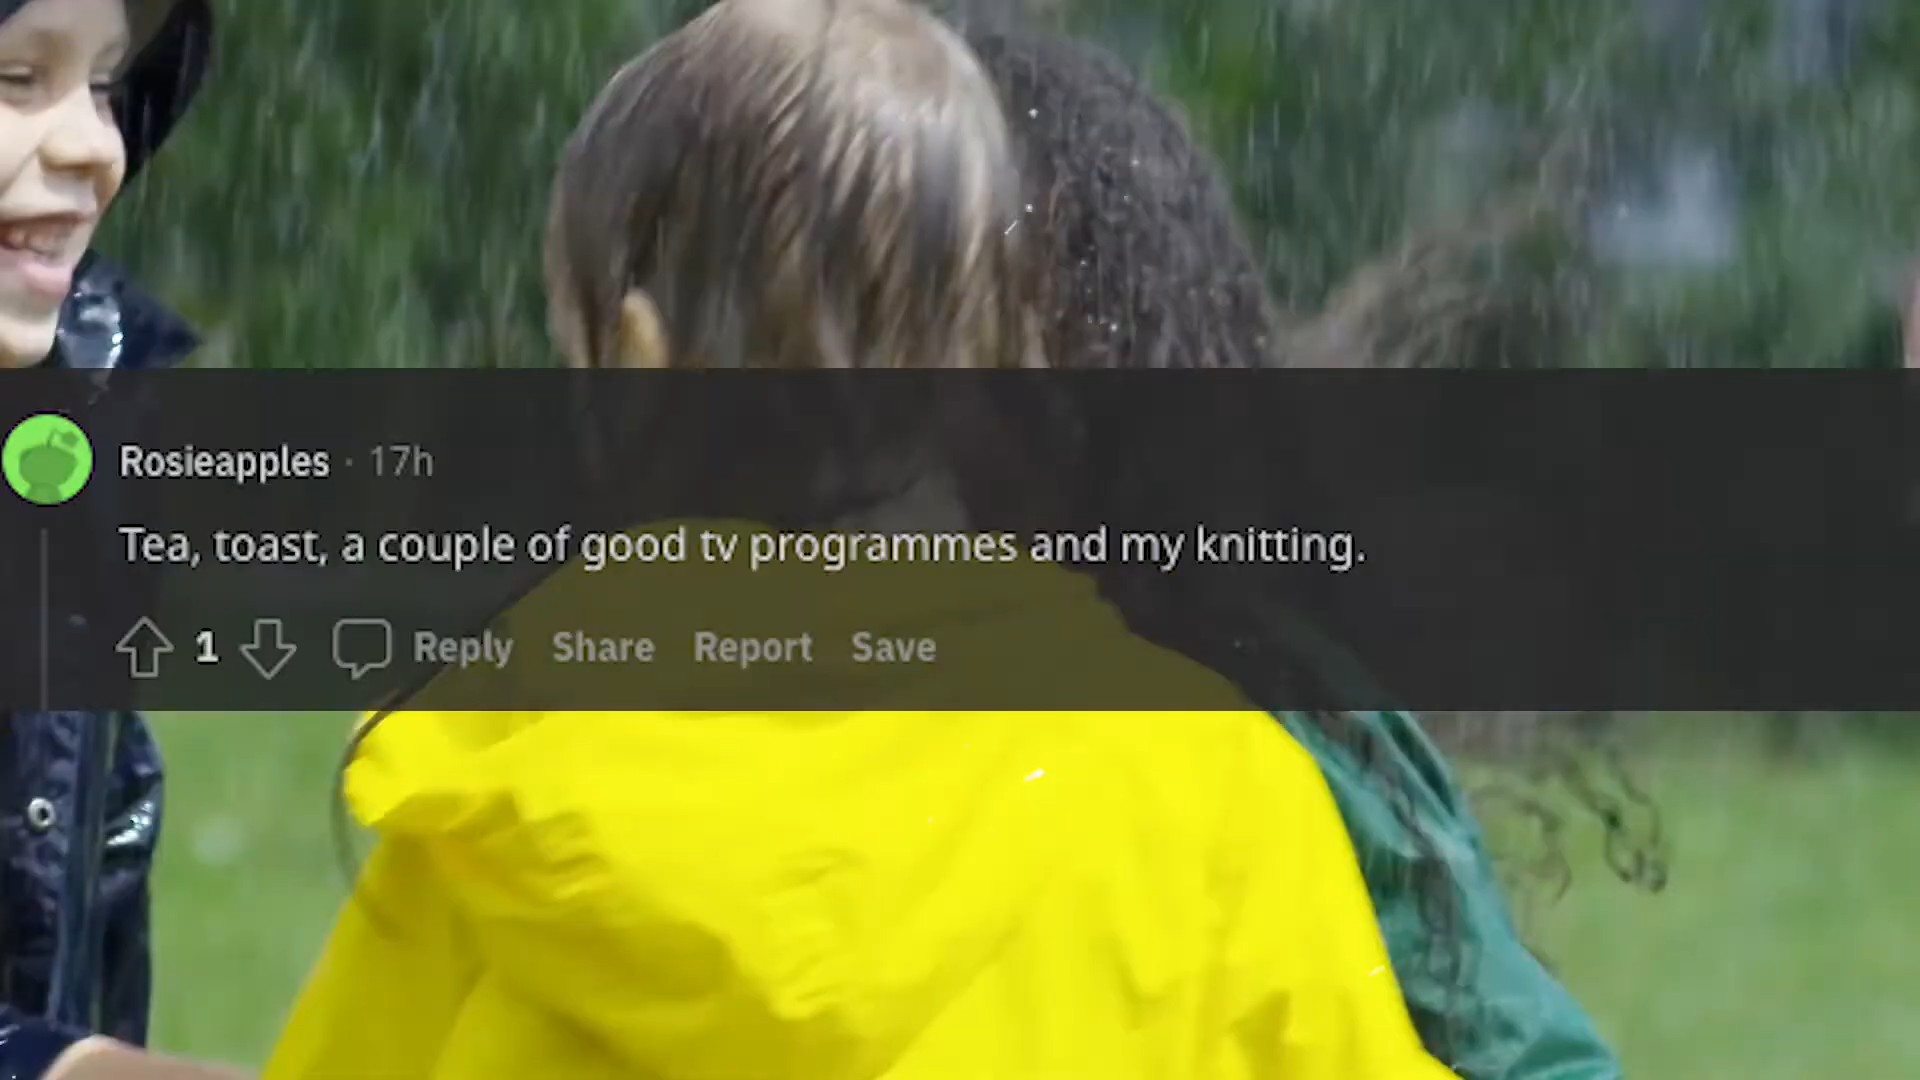 Rosieapples · 17h
Tea, toast, a couple of good tv programmes and my knitting.
1 Reply Share Report Save